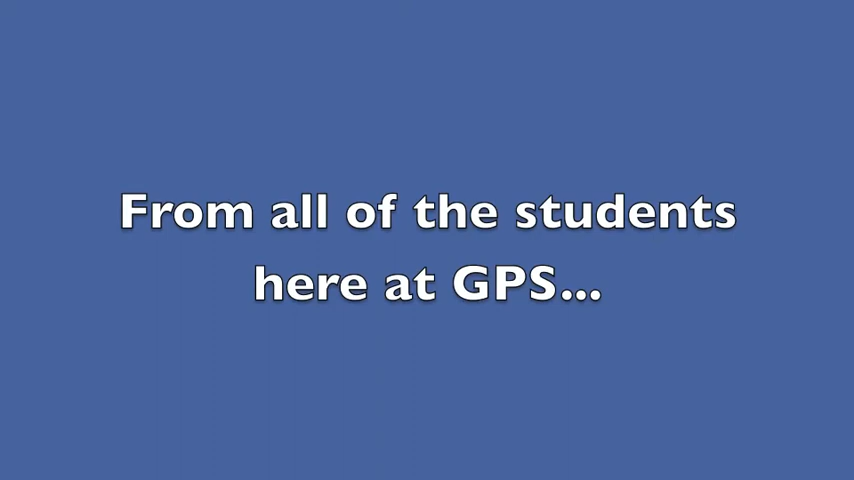 From all of the students
here at GPS...